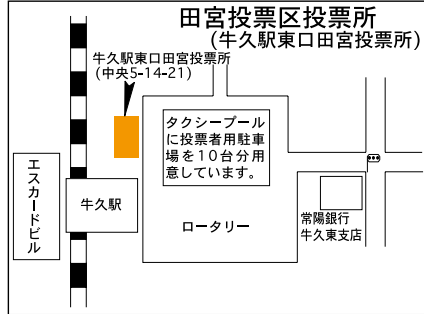 田宮投票区投票所
(牛久駅東口田宮投票所)
牛久駅東口田宮投票所
(中央5-14-21)
タクシープール
に投票者用駐車
場を10台分用
意しています。
エスカードビル
牛久駅
ロータリー
常陽銀行
牛久東支店